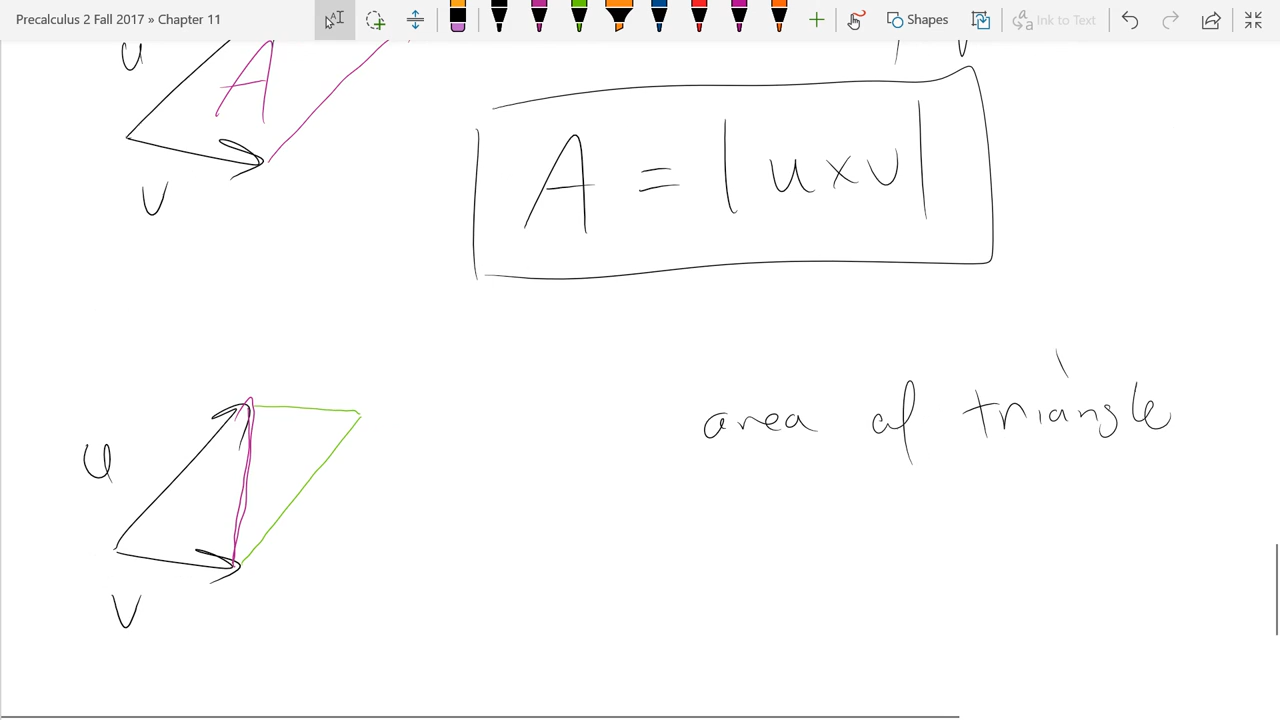 Precalculus 2 Fall 2017 » Chapter 11
Shapes
Ink to Text
u
A
v
A = |u×v|
area of triangle
u
v